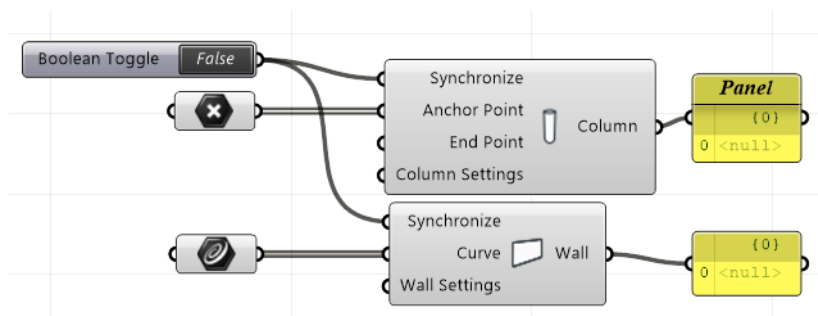 Boolean Toggle False
Synchronize
Anchor Point
End Point
Column Settings
Column
Panel
{0}
0 <null>
Synchronize
Curve
Wall Settings
Wall
{0}
0 <null>